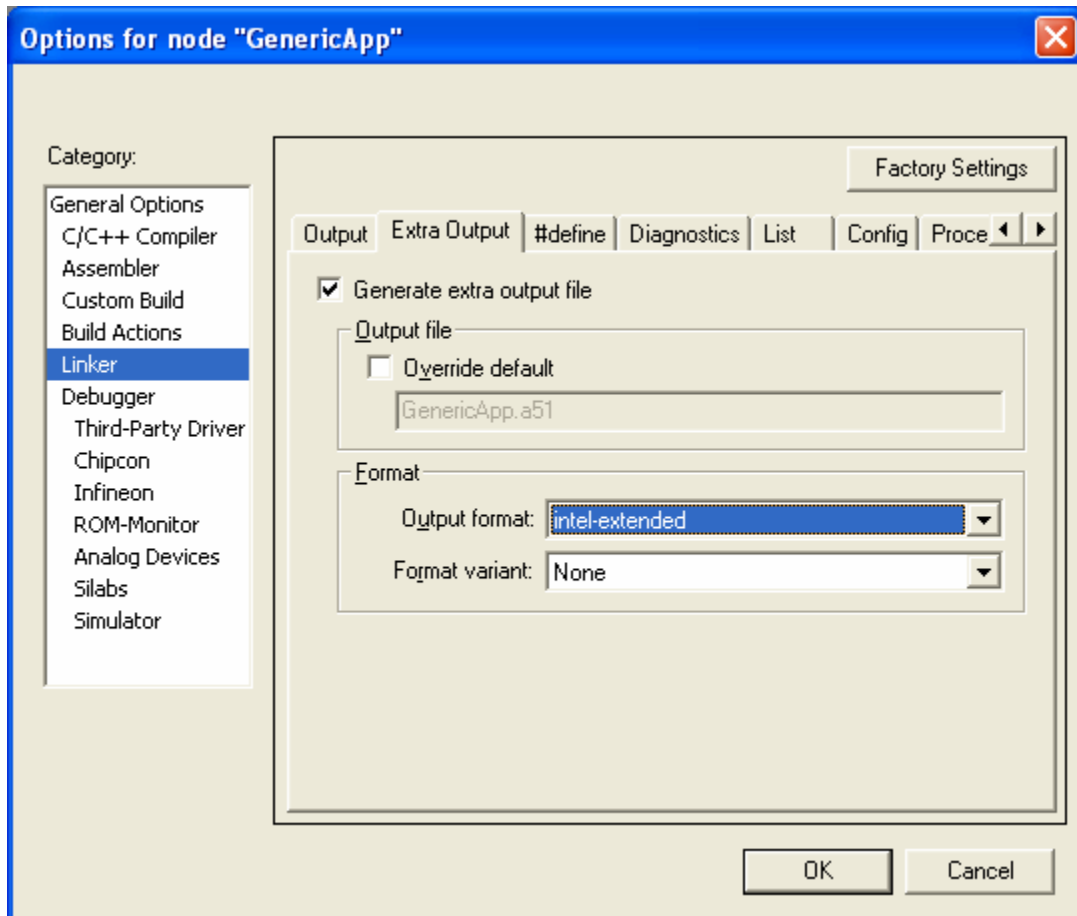 Options for node "GenericApp"
Category:
General Options
C/C++ Compiler
Assembler
Custom Build
Build Actions
Linker
Debugger
Third-Party Driver
Chipcon
Infineon
ROM-Monitor
Analog Devices
Silabs
Simulator
Factory Settings
Output Extra Output #define Diagnostics List Config Proce
Generate extra output file
Output file
Override default
GenericApp.a51
Format
Output format: intel-extended
Format variant: None
OK Cancel